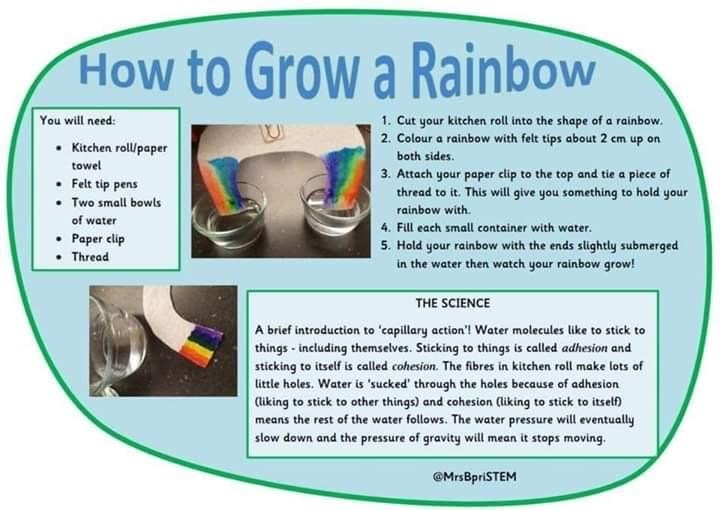 How to Grow a Rainbow
You will need:
• Kitchen roll/paper
towel
• Felt tip pens
• Two small bowls
of water
• Paper clip
• Thread
1. Cut your kitchen roll into the shape of a rainbow.
2. Colour a rainbow with felt tips about 2 cm up on
both sides.
3. Attach your paper clip to the top and tie a piece of
thread to it. This will give you something to hold your
rainbow with.
4. Fill each small container with water.
5. Hold your rainbow with the ends slightly submerged
in the water then watch your rainbow grow!
THE SCIENCE
A brief introduction to 'capillary action'! Water molecules like to stick to
things - including themselves. Sticking to things is called adhesion and
sticking to itself is called cohesion. The fibres in kitchen roll make lots of
little holes. Water is 'sucked' through the holes because of adhesion
(liking to stick to other things) and cohesion (liking to stick to itself)
means the rest of the water follows. The water pressure will eventually
slow down and the pressure of gravity will mean it stops moving.
@MrsBpriSTEM